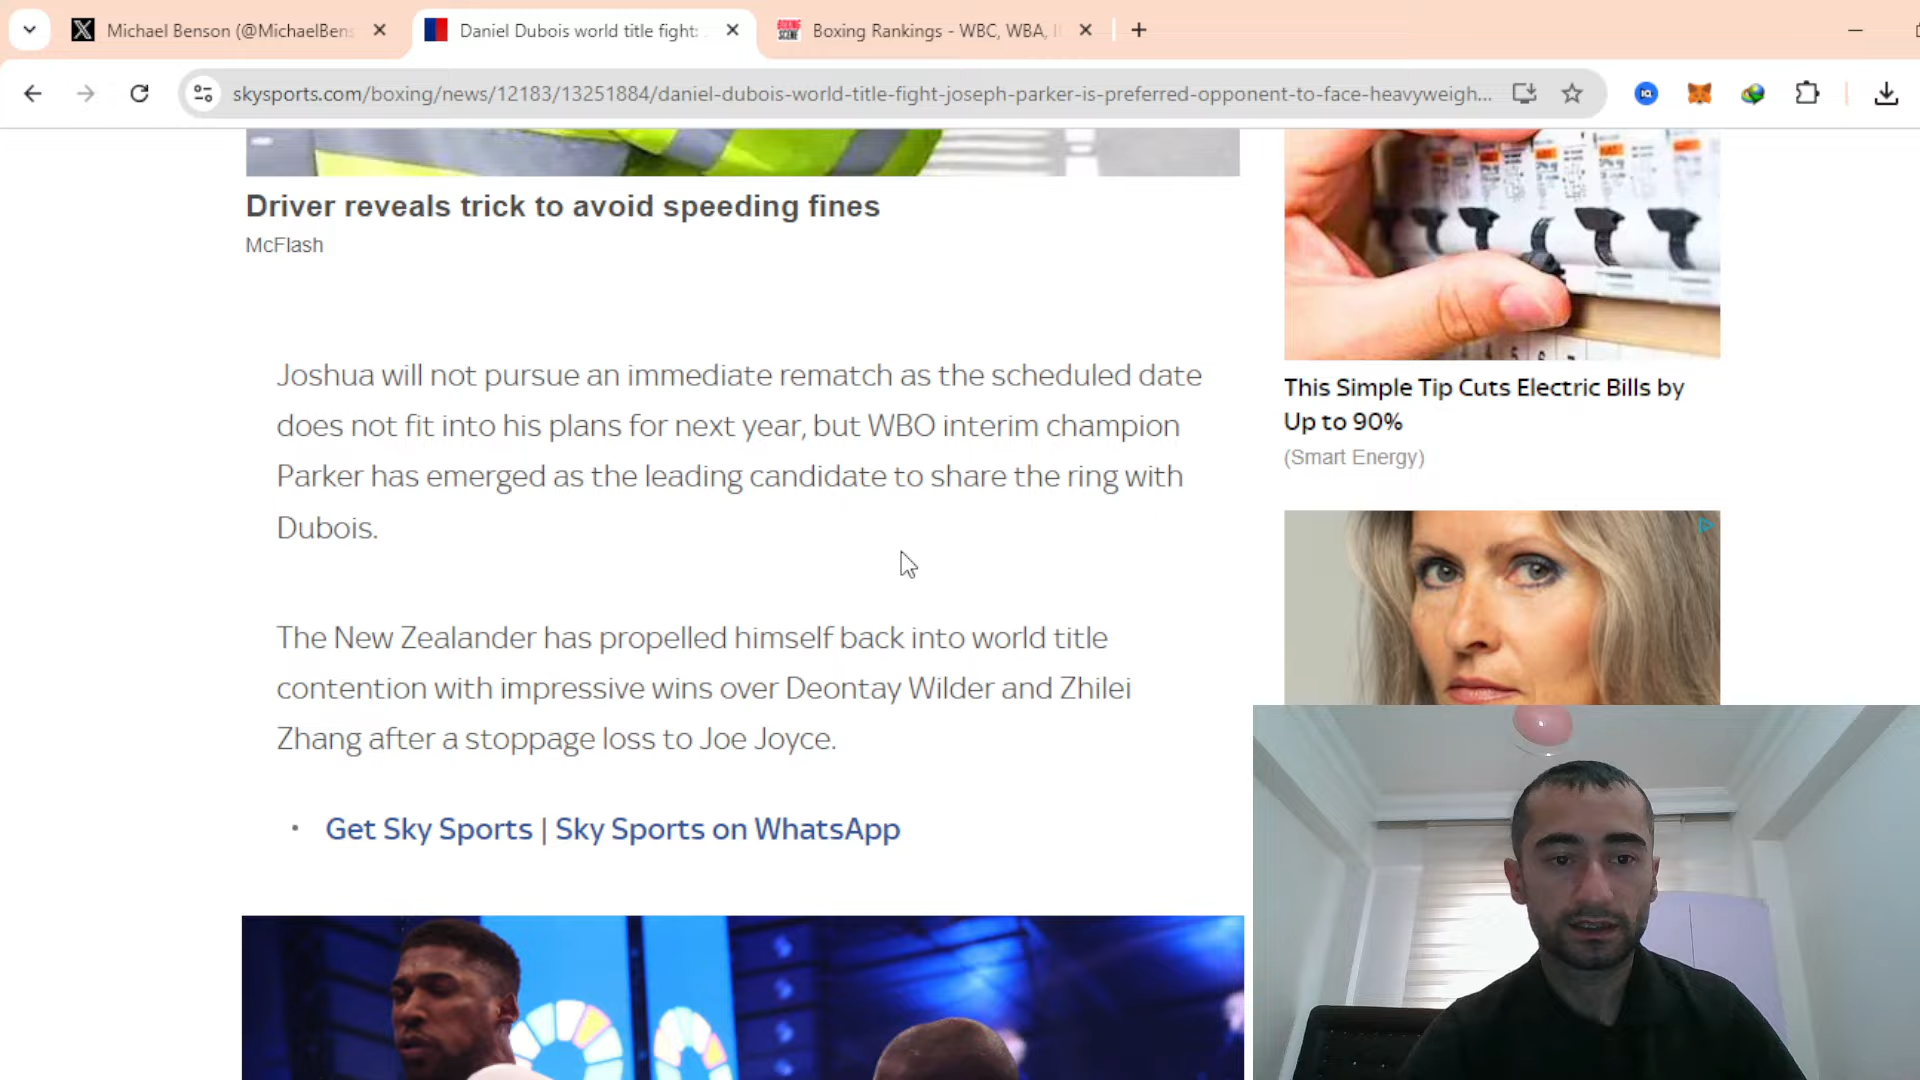 Michael Benson (@MichaelBens
Daniel Dubois world title fight:
Boxing Rankings - WBC, WBA, I
skysports.com/boxing/news/12183/13251884/daniel-dubois-world-title-fight-joseph-parker-is-preferred-opponent-to-face-heavyweigh...
Driver reveals trick to avoid speeding fines
McFlash
Joshua will not pursue an immediate rematch as the scheduled date
does not fit into his plans for next year, but WBO interim champion
Parker has emerged as the leading candidate to share the ring with
Dubois.
The New Zealander has propelled himself back into world title
contention with impressive wins over Deontay Wilder and Zhilei
Zhang after a stoppage loss to Joe Joyce.
• Get Sky Sports | Sky Sports on WhatsApp
This Simple Tip Cuts Electric Bills by
Up to 90%
(Smart Energy)